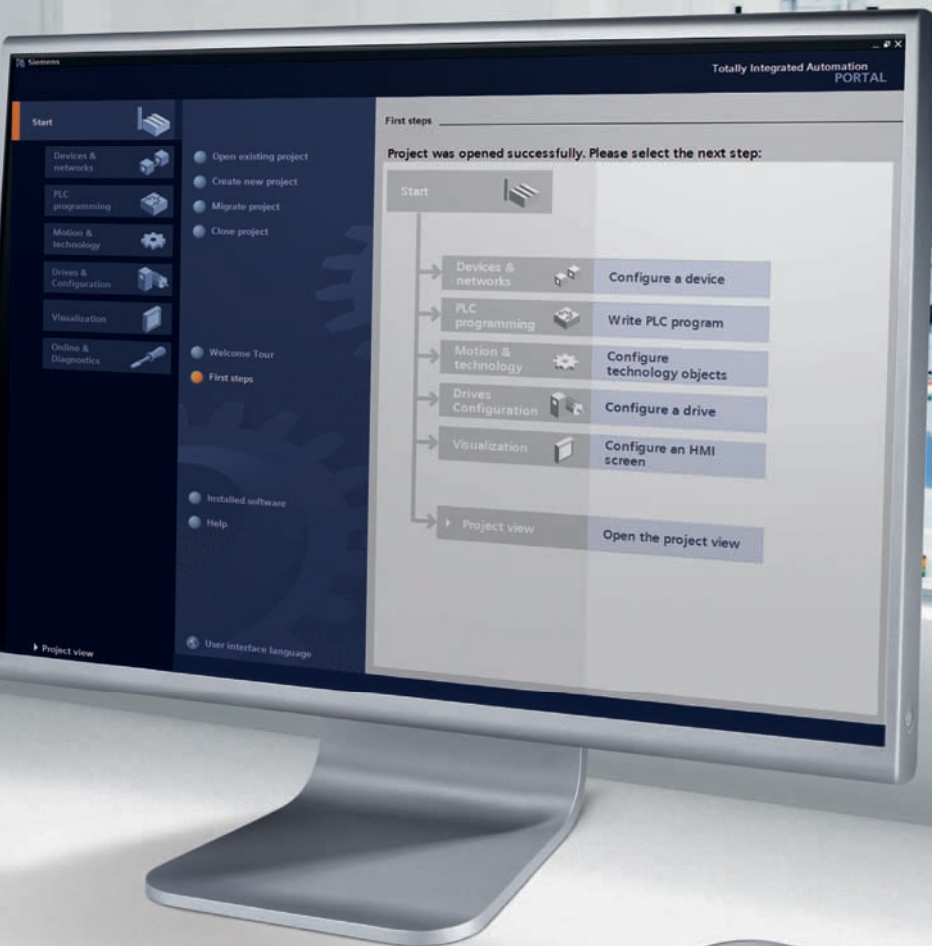 Siemens
Totally Integrated Automation
PORTAL
Start
Devices &
networks
PLC
programming
Motion &
technology
Drives &
Configuration
Visualization
Online &
Diagnostics
Project view
Open existing project
Create new project
Migrate project
Close project
Welcome Tour
First steps
Installed software
Help
User interface language
First steps
Project was opened successfully. Please select the next step:
Start
Devices &
networks
Configure a device
PLC
programming
Write PLC program
Motion &
technology
Configure
technology objects
Drives
Configuration
Configure a drive
Visualization
Configure an HMI
screen
Project view
Open the project view